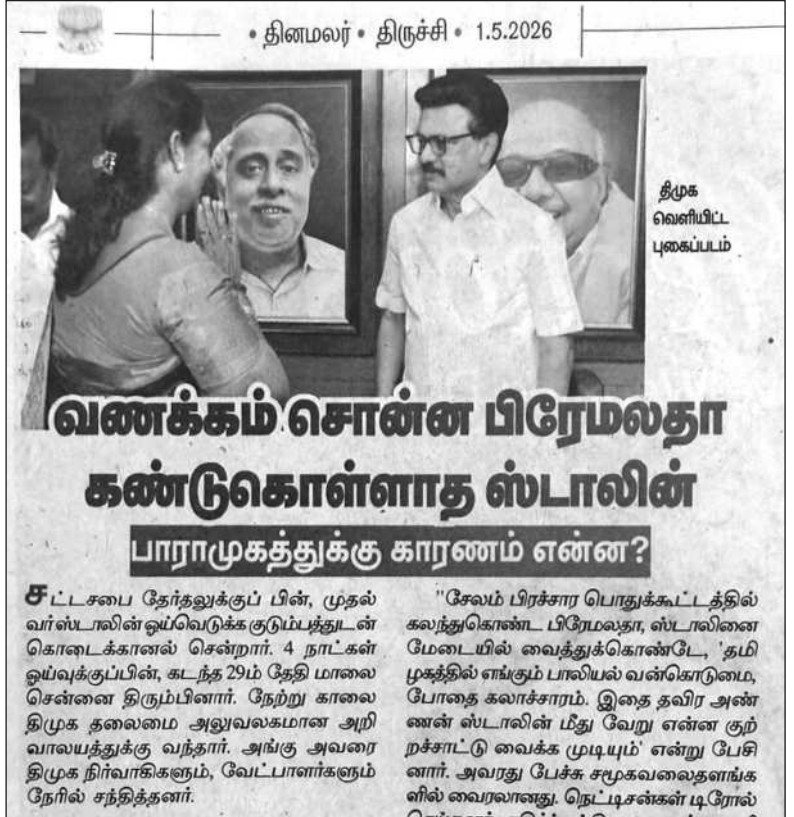 • தினமலர் • திருச்சி • 1.5.2026
திமுக
வெளியிட்ட
புகைப்படம்
வணக்கம் சொன்ன பிரேமலதா
கண்டுகொள்ளாத ஸ்டாலின்
பாராமுகத்துக்கு காரணம் என்ன?
சட்டசபை தேர்தலுக்குப் பின், முதல்
வர்ஸ்டாலின் ஓய்வெடுக்க குடும்பத்துடன்
கொடைக்கானல் சென்றார். 4 நாட்கள்
ஓய்வுக்குப்பின், கடந்த 29ம் தேதி மாலை
சென்னை திரும்பினார். நேற்று காலை
திமுக தலைமை அலுவலகமான அறி
வாலயத்துக்கு வந்தார். அங்கு அவரை
திமுக நிர்வாகிகளும், வேட்பாளர்களும்
நேரில் சந்தித்தனர்.
"சேலம் பிரச்சார பொதுக்கூட்டத்தில்
கலந்துகொண்ட பிரேமலதா, ஸ்டாலினை
மேடையில் வைத்துக்கொண்டே, 'தமி
ழகத்தில் எங்கும் பாலியல் வன்கொடுமை,
போதை கலாச்சாரம். இதை தவிர அண்
ணன் ஸ்டாலின் மீது வேறு என்ன குற்
றச்சாட்டு வைக்க முடியும்' என்று பேசி
னார். அவரது பேச்சு சமூகவலைதளங்க
ளில் வைரலானது. நெட்டிசன்கள் டிரோல்